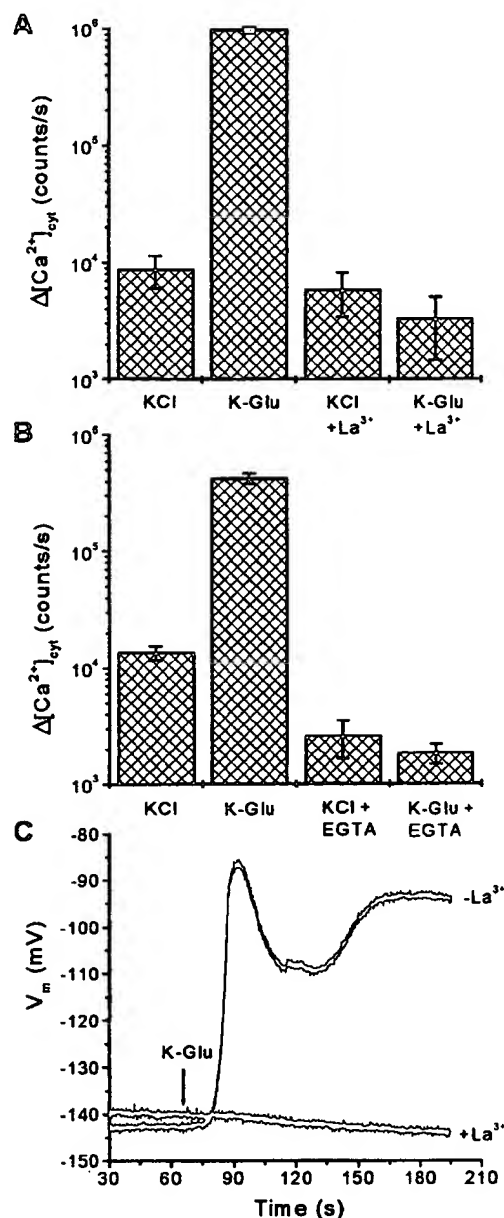 A
Δ[Ca²⁺]cyt (counts/s)
10⁶
10⁵
10⁴
10³
KCl K-Glu KCl +La³⁺ K-Glu +La³⁺
B
Δ[Ca²⁺]cyt (counts/s)
10⁶
10⁵
10⁴
10³
KCl K-Glu KCl + EGTA K-Glu + EGTA
C
Vm (mV)
-80
-90
-100
-110
-120
-130
-140
-150
K-Glu
-La³⁺
+La³⁺
30 60 90 120 150 180 210
Time (s)